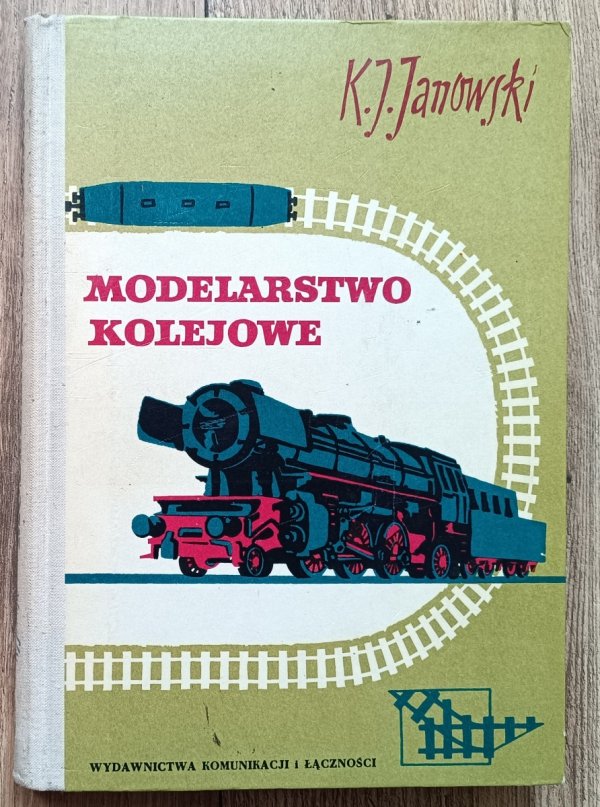 K.J. Janowski
MODELARSTWO
KOLEJOWE
WYDAWNICTWA KOMUNIKACJI i ŁĄCZNOŚCI